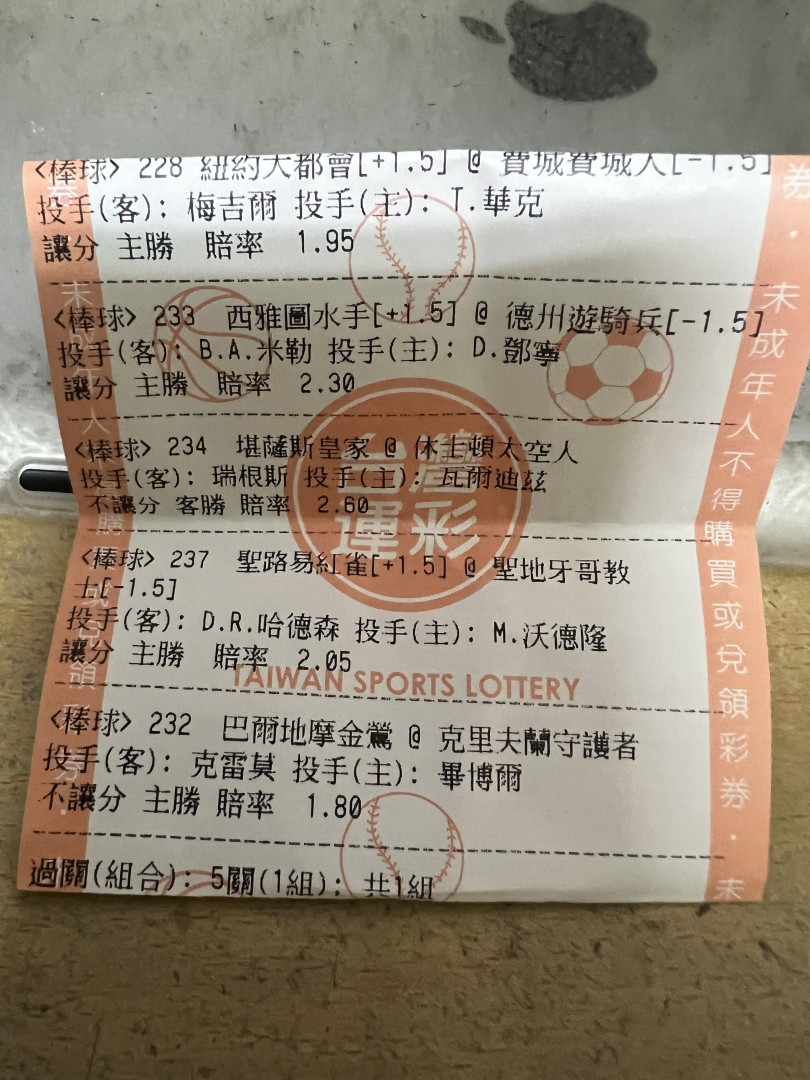 <棒球> 228 紐約大都會[+1.5] @ 費城費城人[-1.5]
投手(客): 梅吉爾 投手(主): T.華克
讓分 主勝 賠率 1.95
<棒球> 233 西雅圖水手[+1.5] @ 德州遊騎兵[-1.5]
投手(客): B.A.米勒 投手(主): D.鄧寧
讓分 主勝 賠率 2.30
<棒球> 234 堪薩斯皇家 @ 休士頓太空人
投手(客): 瑞根斯 投手(主): 瓦爾迪茲
不讓分 客勝 賠率 2.60
<棒球> 237 聖路易紅雀[+1.5] @ 聖地牙哥教
士[-1.5]
投手(客): D.R.哈德森 投手(主): M.沃德隆
讓分 主勝 賠率 2.05
<棒球> 232 巴爾地摩金鶯 @ 克里夫蘭守護者
投手(客): 克雷莫 投手(主): 畢博爾
不讓分 主勝 賠率 1.80
過關(組合): 5關(1組): 共1組
台灣運彩
TAIWAN SPORTS LOTTERY
券．未成年人不得購買或兌領彩券．未